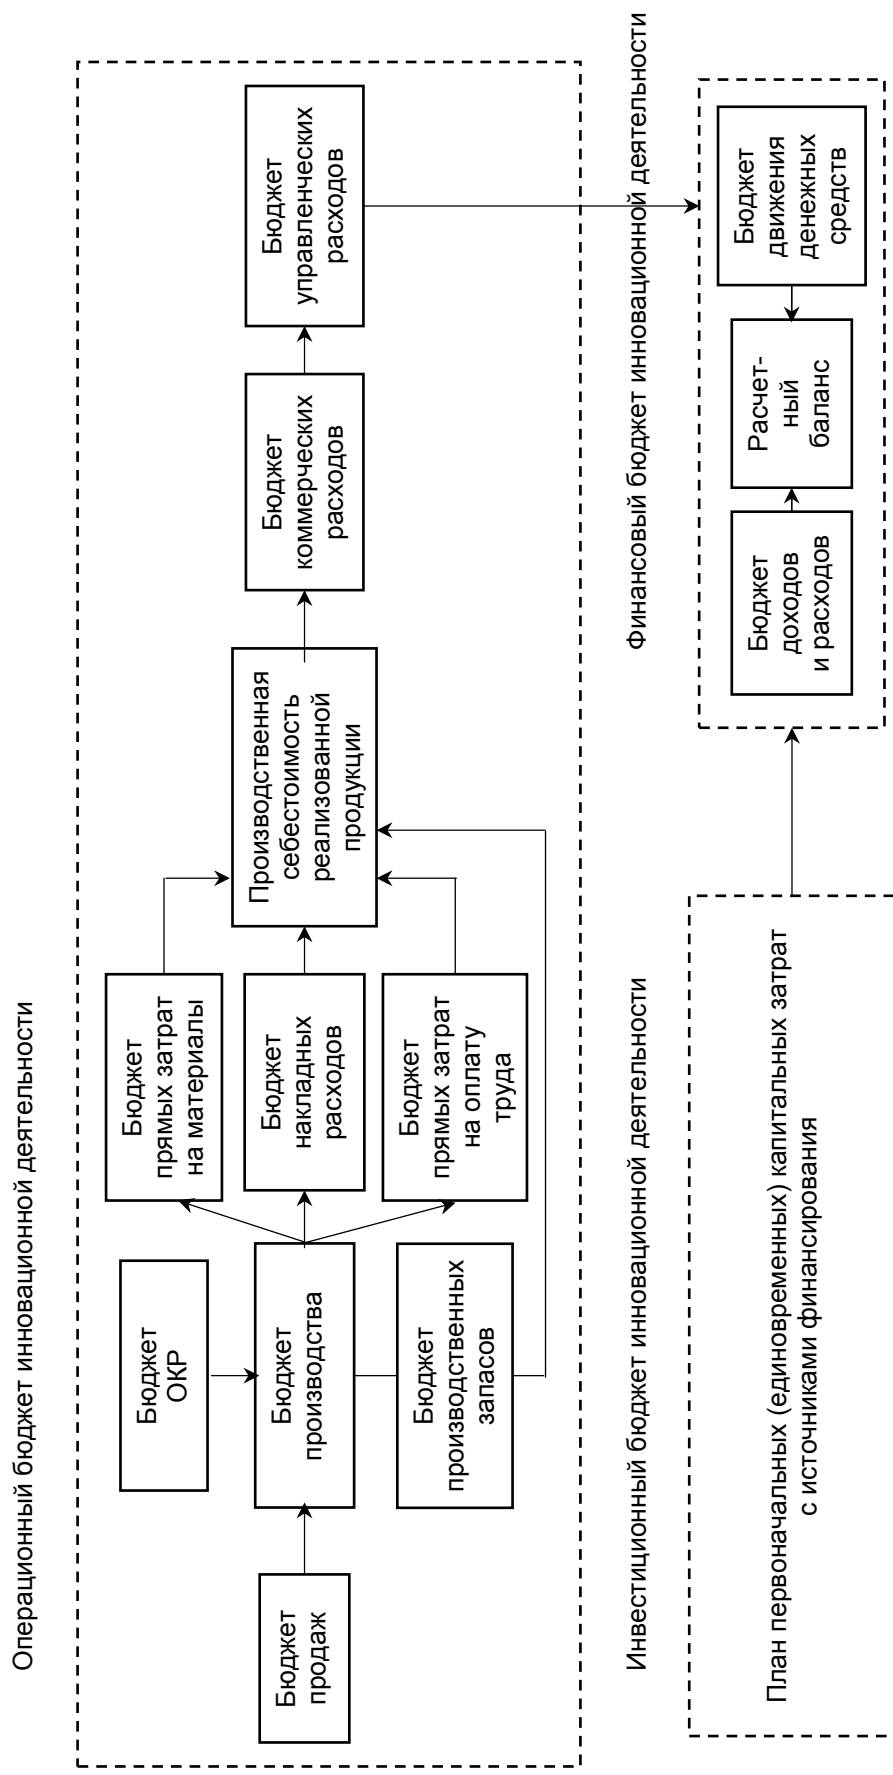 Операционный бюджет инновационной деятельности
Бюджет
продаж
Бюджет
ОКР
Бюджет
производства
Бюджет
производственных
запасов
Бюджет
прямых затрат
на материалы
Бюджет
накладных
расходов
Бюджет
прямых затрат
на оплату
труда
Производственная
себестоимость
реализованной
продукции
Бюджет
коммерческих
расходов
Бюджет
управленческих
расходов
Инвестиционный бюджет инновационной деятельности
План первоначальных (единовременных) капитальных затрат
с источниками финансирования
Финансовый бюджет инновационной деятельности
Бюджет
доходов
и расходов
Расчет-
ный
баланс
Бюджет
движения
денежных
средств